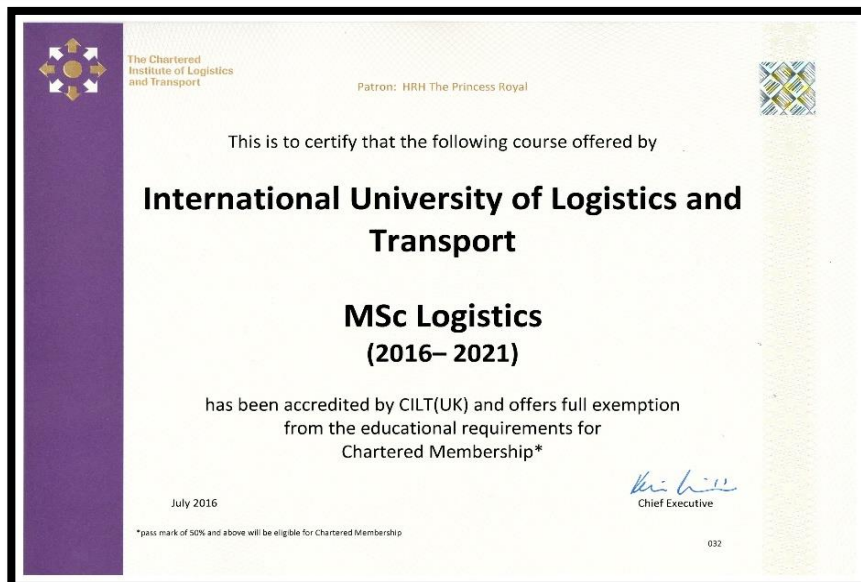 The Chartered
Institute of Logistics
and Transport
Patron: HRH The Princess Royal
This is to certify that the following course offered by
International University of Logistics and
Transport
MSc Logistics
(2016– 2021)
has been accredited by CILT(UK) and offers full exemption
from the educational requirements for
Chartered Membership*
July 2016
Chief Executive
*pass mark of 50% and above will be eligible for Chartered Membership
032